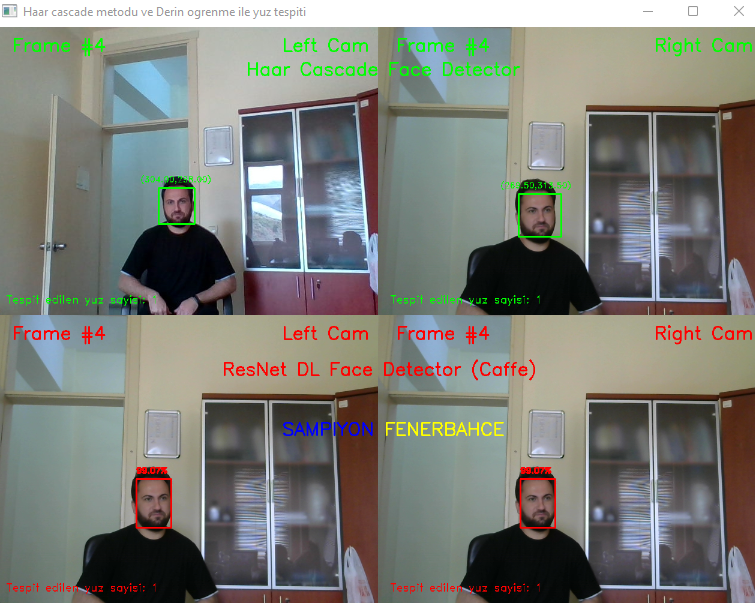 Haar cascade metodu ve Derin ogrenme ile yuz tespiti
Frame #4 Left Cam Frame #4 Right Cam
Haar Cascade Face Detector
Tespit edilen yuz sayisi:
Tespit edilen yuz sayisi: 1
Frame #4 Left Cam Frame #4 Right Cam
ResNet DL Face Detector (Caffe)
SAMPIYON FENERBAHCE
Tespit edilen yuz sayisi: 1
Tespit edilen yuz sayisi: 1